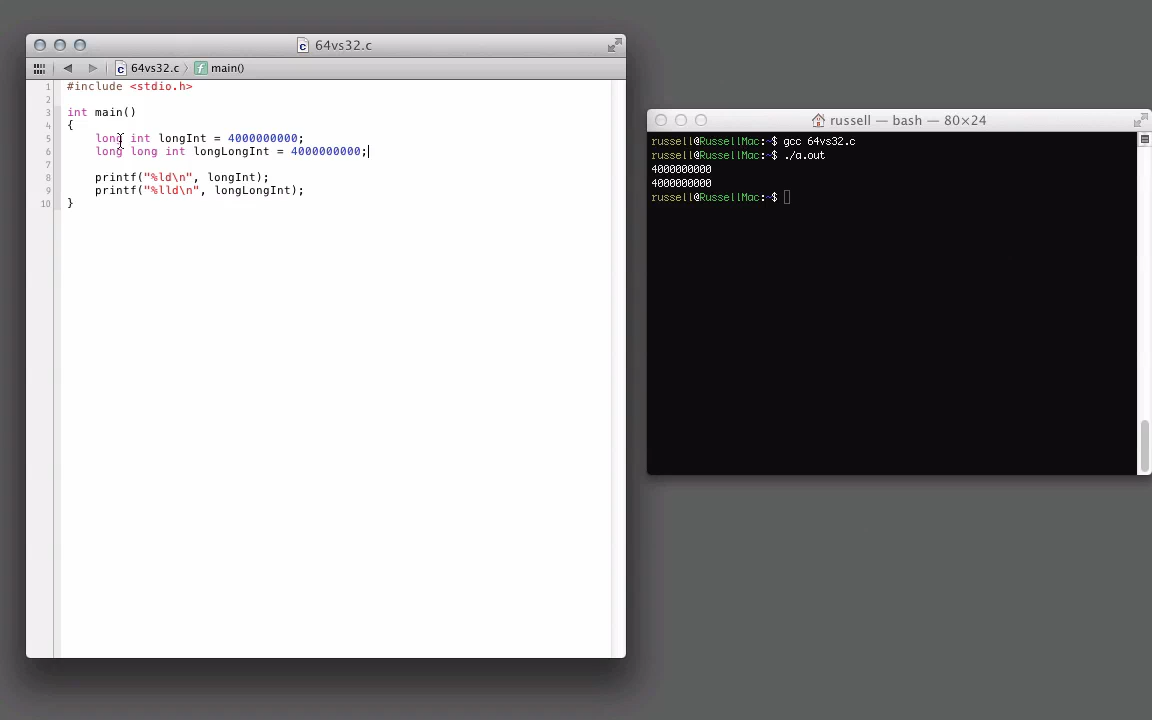 64vs32.c
64vs32.c 〉 f main()
1 #include <stdio.h>
2
3 int main()
4 {
5 long int longInt = 4000000000;
6 long long int longLongInt = 4000000000;
7
8 printf("%ld\n", longInt);
9 printf("%lld\n", longLongInt);
10 }
russell — bash — 80×24
russell@RussellMac:~$ gcc 64vs32.c
russell@RussellMac:~$ ./a.out
4000000000
4000000000
russell@RussellMac:~$